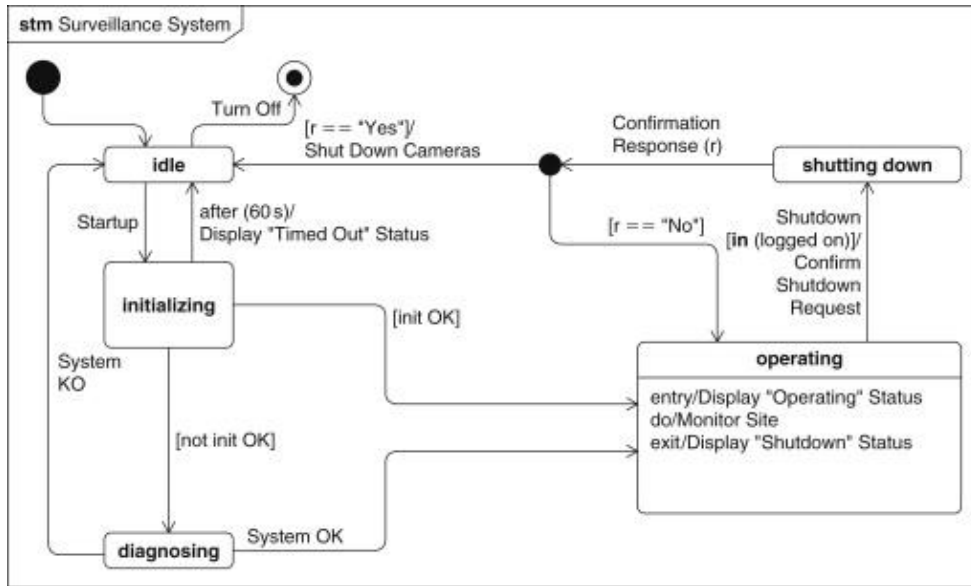 stm Surveillance System
Turn Off
[r == "Yes"]/
Shut Down Cameras
Confirmation
Response (r)
idle
shutting down
Startup
after (60 s)/
Display "Timed Out" Status
[r == "No"]
Shutdown
[in (logged on)]/
Confirm
Shutdown
Request
initializing
[init OK]
operating
System
KO
entry/Display "Operating" Status
do/Monitor Site
exit/Display "Shutdown" Status
[not init OK]
System OK
diagnosing